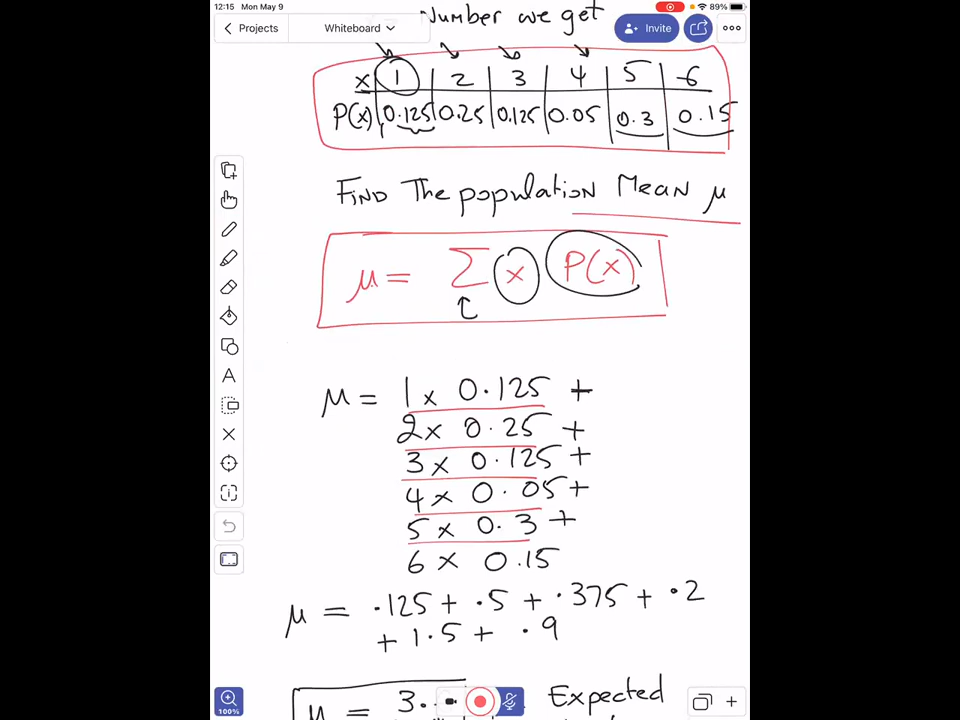 12:15 Mon May 9 89%
Projects Whiteboard Invite
Number we get
x 1 2 3 4 5 6
P(x) 0.125 0.25 0.125 0.05 0.3 0.15
FIND The population Mean μ
μ = Σ x P(x)
μ = 1 x 0.125 +
2 x 0.25 +
3 x 0.125 +
4 x 0.05 +
5 x 0.3 +
6 x 0.15
μ = .125 + .5 + .375 + .2
+ 1.5 + .9
μ = 3. Expected
100%